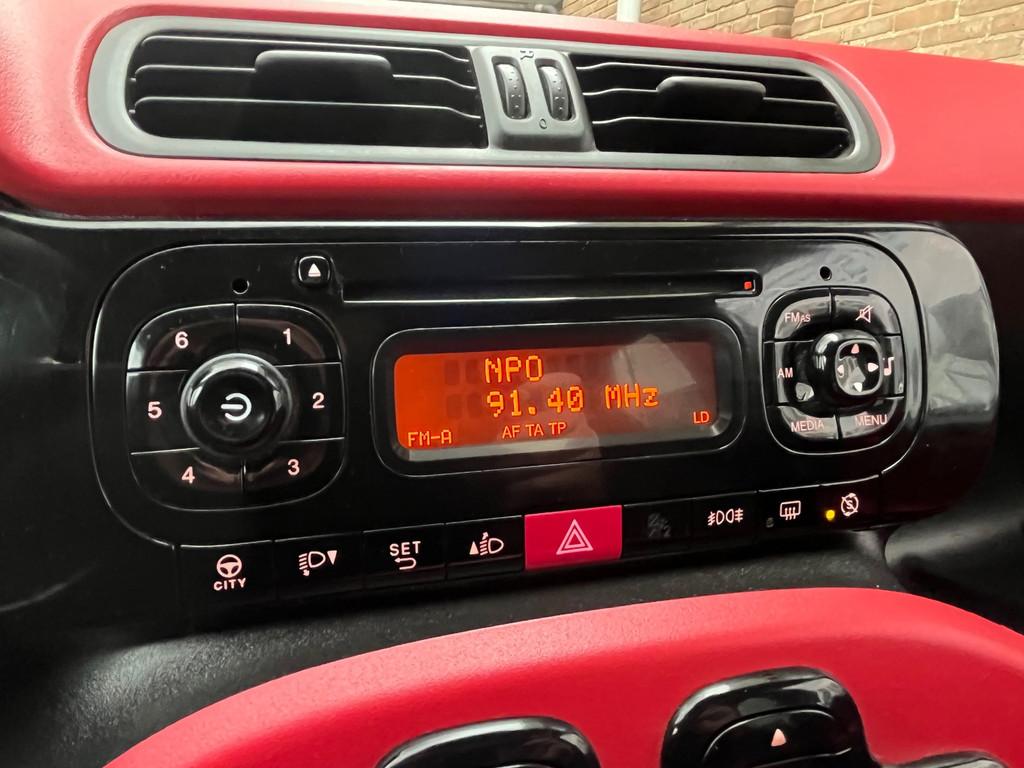 R
O
6
1
5
2
4
3
NPO
91.40 MHz
FM-A
AF TA TP
LD
FMAS
AM
MEDIA
MENU
CITY
SET
S